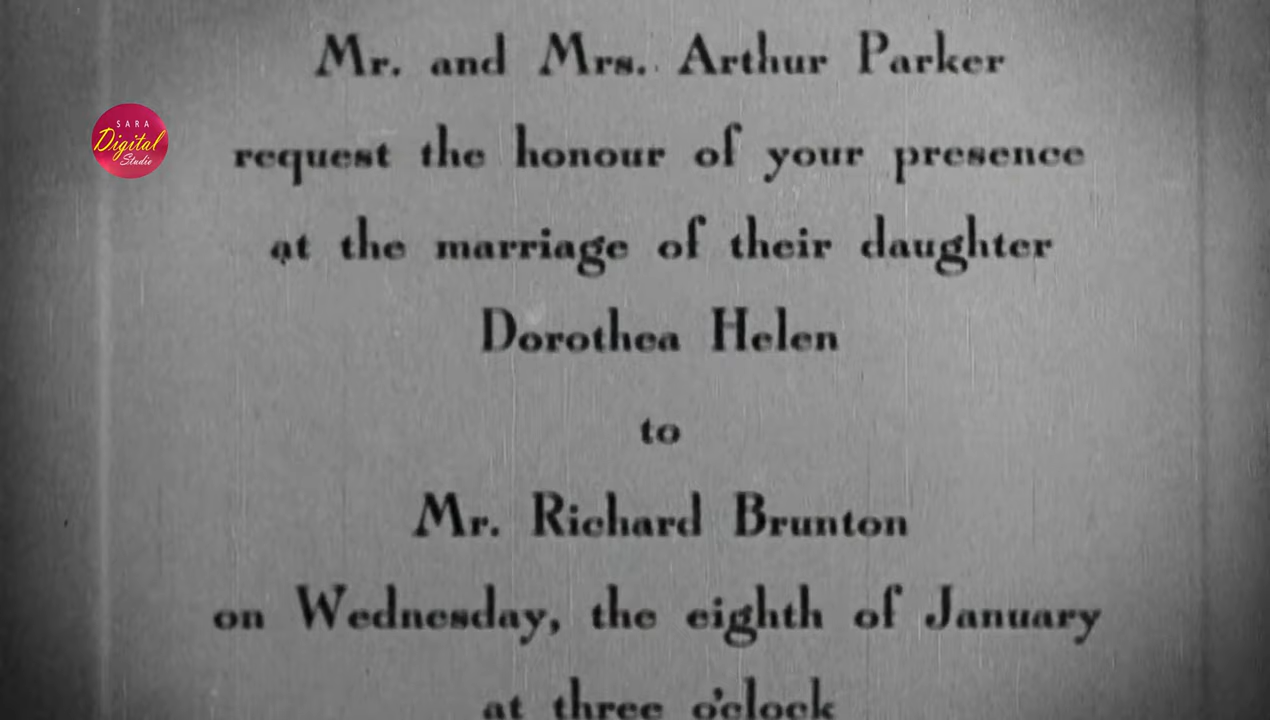 Mr. and Mrs. Arthur Parker
SARA
Digital
Studio
request the honour of your presence
at the marriage of their daughter
Dorothea Helen
to
Mr. Richard Brunton
on Wednesday, the eighth of January
at three o'clock